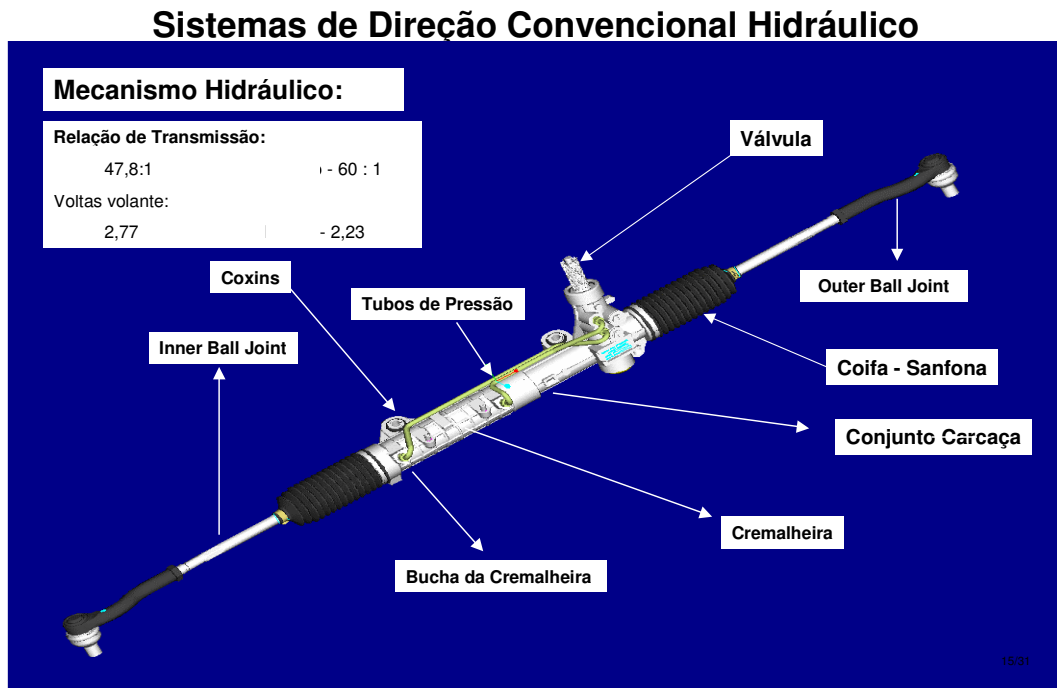 Sistemas de Direção Convencional Hidráulico
Mecanismo Hidráulico:
Relação de Transmissão:
47,8:1 - 60 : 1
Voltas volante:
2,77 - 2,23
Válvula
Coxins
Tubos de Pressão
Outer Ball Joint
Inner Ball Joint
Coifa - Sanfona
Conjunto Carcaça
Cremalheira
Bucha da Cremalheira
15/31